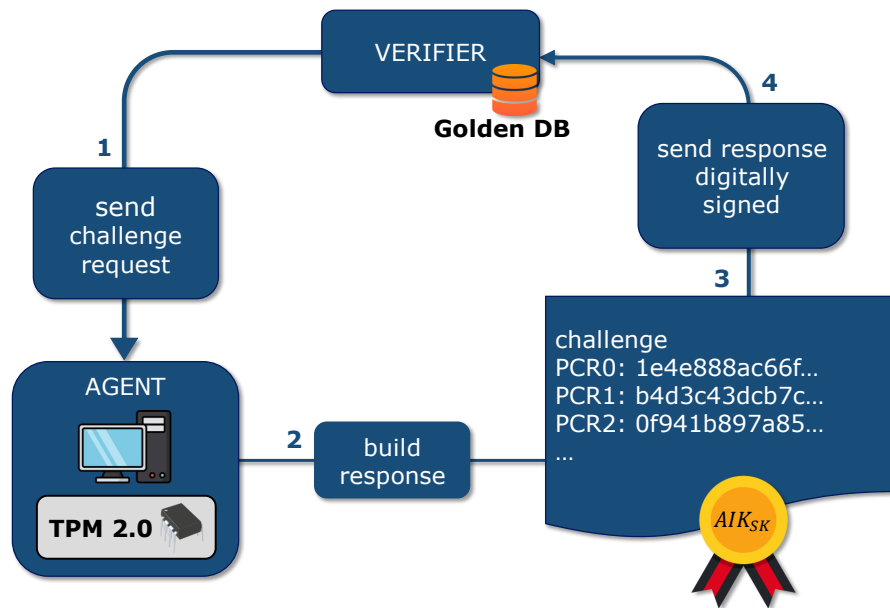 VERIFIER
Golden DB
1
send
challenge
request
AGENT
TPM 2.0
2
build
response
challenge
PCR0: 1e4e888ac66f...
PCR1: b4d3c43dcb7c...
PCR2: 0f941b897a85...
...
AIK_SK
3
send response
digitally
signed
4